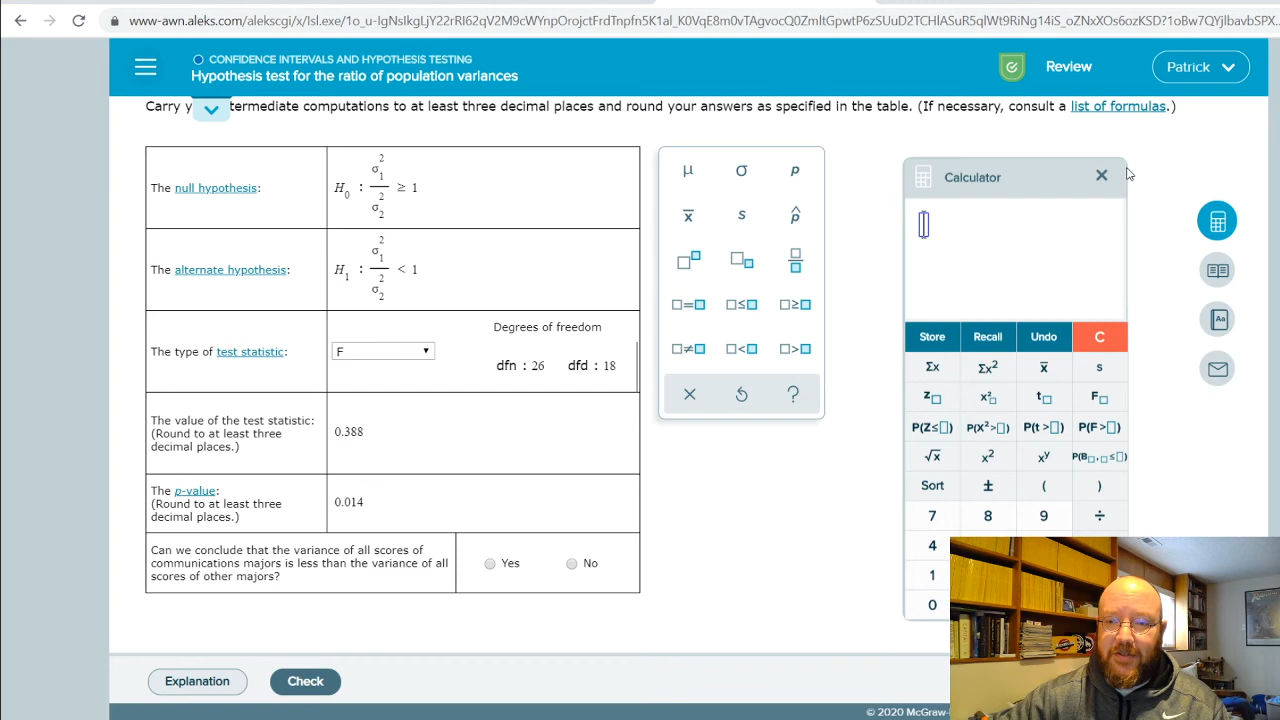 www-awn.aleks.com/alekscgi/x/Isl.exe/1o_u-
CONFIDENCE INTERVALS AND HYPOTHESIS TESTING
Hypothesis test for the ratio of population variances
Review
Patrick
Carry y termediate computations to at least three decimal places and round your answers as specified in the table. (If necessary, consult a list of formulas.)
The null hypothesis:
H0 : σ1² / σ2² ≥ 1
The alternate hypothesis:
H1 : σ1² / σ2² < 1
The type of test statistic:
F
Degrees of freedom
dfn : 26 dfd : 18
The value of the test statistic:
(Round to at least three
decimal places.)
0.388
The p-value:
(Round to at least three
decimal places.)
0.014
Can we conclude that the variance of all scores of
communications majors is less than the variance of all
scores of other majors?
Yes
No
μ σ p
x̄ s p̂
□□ □□ □/□
□=□ □≤□ □≥□
□≠□ □<□ □>□
?
Calculator
Store Recall Undo C
Σx Σx² x̄ s
z□ x²□ t□ F□
P(Z≤□) P(X²>□) P(t >□) P(F >□)
√x x² xʸ P(B□,□≤□)
Sort ± ( )
7 8 9 ÷
4
1
0
Aa
Explanation
Check
© 2020 McGraw-